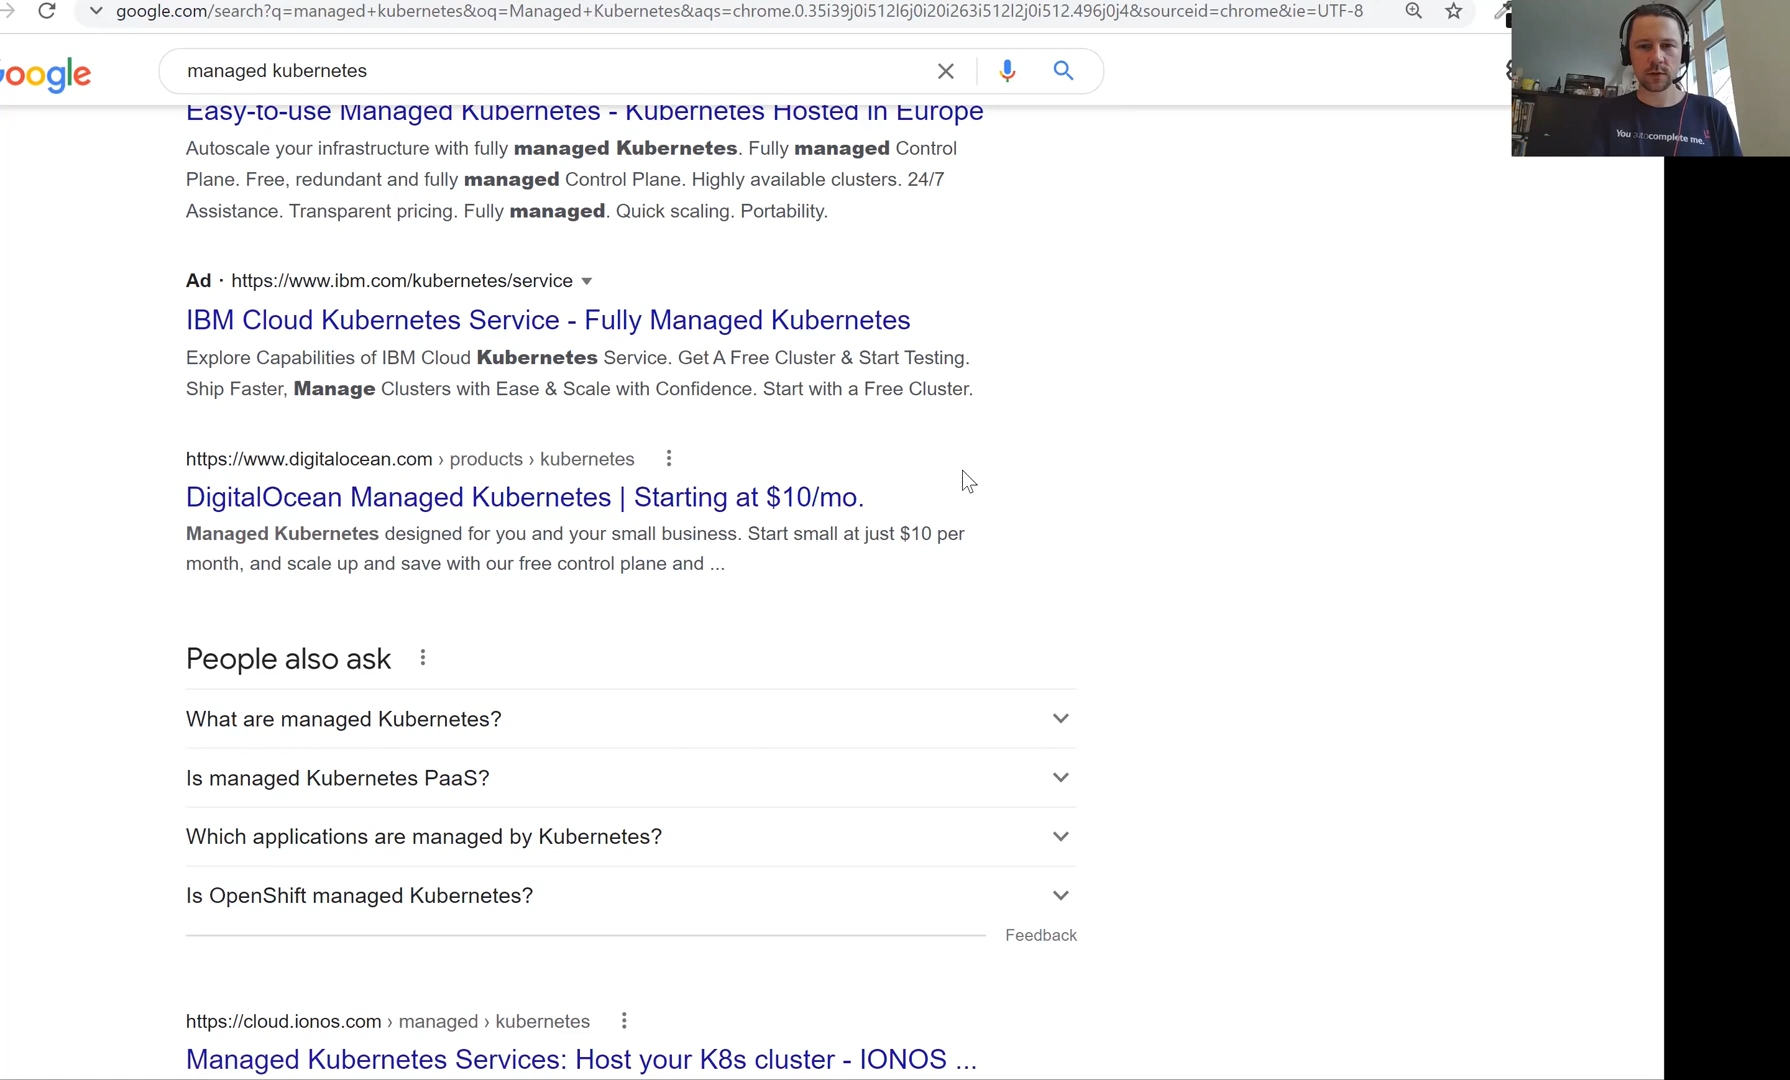 google.com/search?q=managed+kubernetes&oq=Managed+Kubernetes&aqs=chrome.0.35i39j0i512l6j0i20i263i512l2j0i512.496j0j4&sourceid=chrome&ie=UTF-8
oogle
managed kubernetes
You autocomplete me.
Easy-to-use Managed Kubernetes - Kubernetes Hosted in Europe
Autoscale your infrastructure with fully managed Kubernetes. Fully managed Control
Plane. Free, redundant and fully managed Control Plane. Highly available clusters. 24/7
Assistance. Transparent pricing. Fully managed. Quick scaling. Portability.
Ad · https://www.ibm.com/kubernetes/service
IBM Cloud Kubernetes Service - Fully Managed Kubernetes
Explore Capabilities of IBM Cloud Kubernetes Service. Get A Free Cluster & Start Testing.
Ship Faster, Manage Clusters with Ease & Scale with Confidence. Start with a Free Cluster.
https://www.digitalocean.com › products › kubernetes
DigitalOcean Managed Kubernetes | Starting at $10/mo.
Managed Kubernetes designed for you and your small business. Start small at just $10 per
month, and scale up and save with our free control plane and ...
People also ask
What are managed Kubernetes?
Is managed Kubernetes PaaS?
Which applications are managed by Kubernetes?
Is OpenShift managed Kubernetes?
Feedback
https://cloud.ionos.com › managed › kubernetes
Managed Kubernetes Services: Host your K8s cluster - IONOS ...